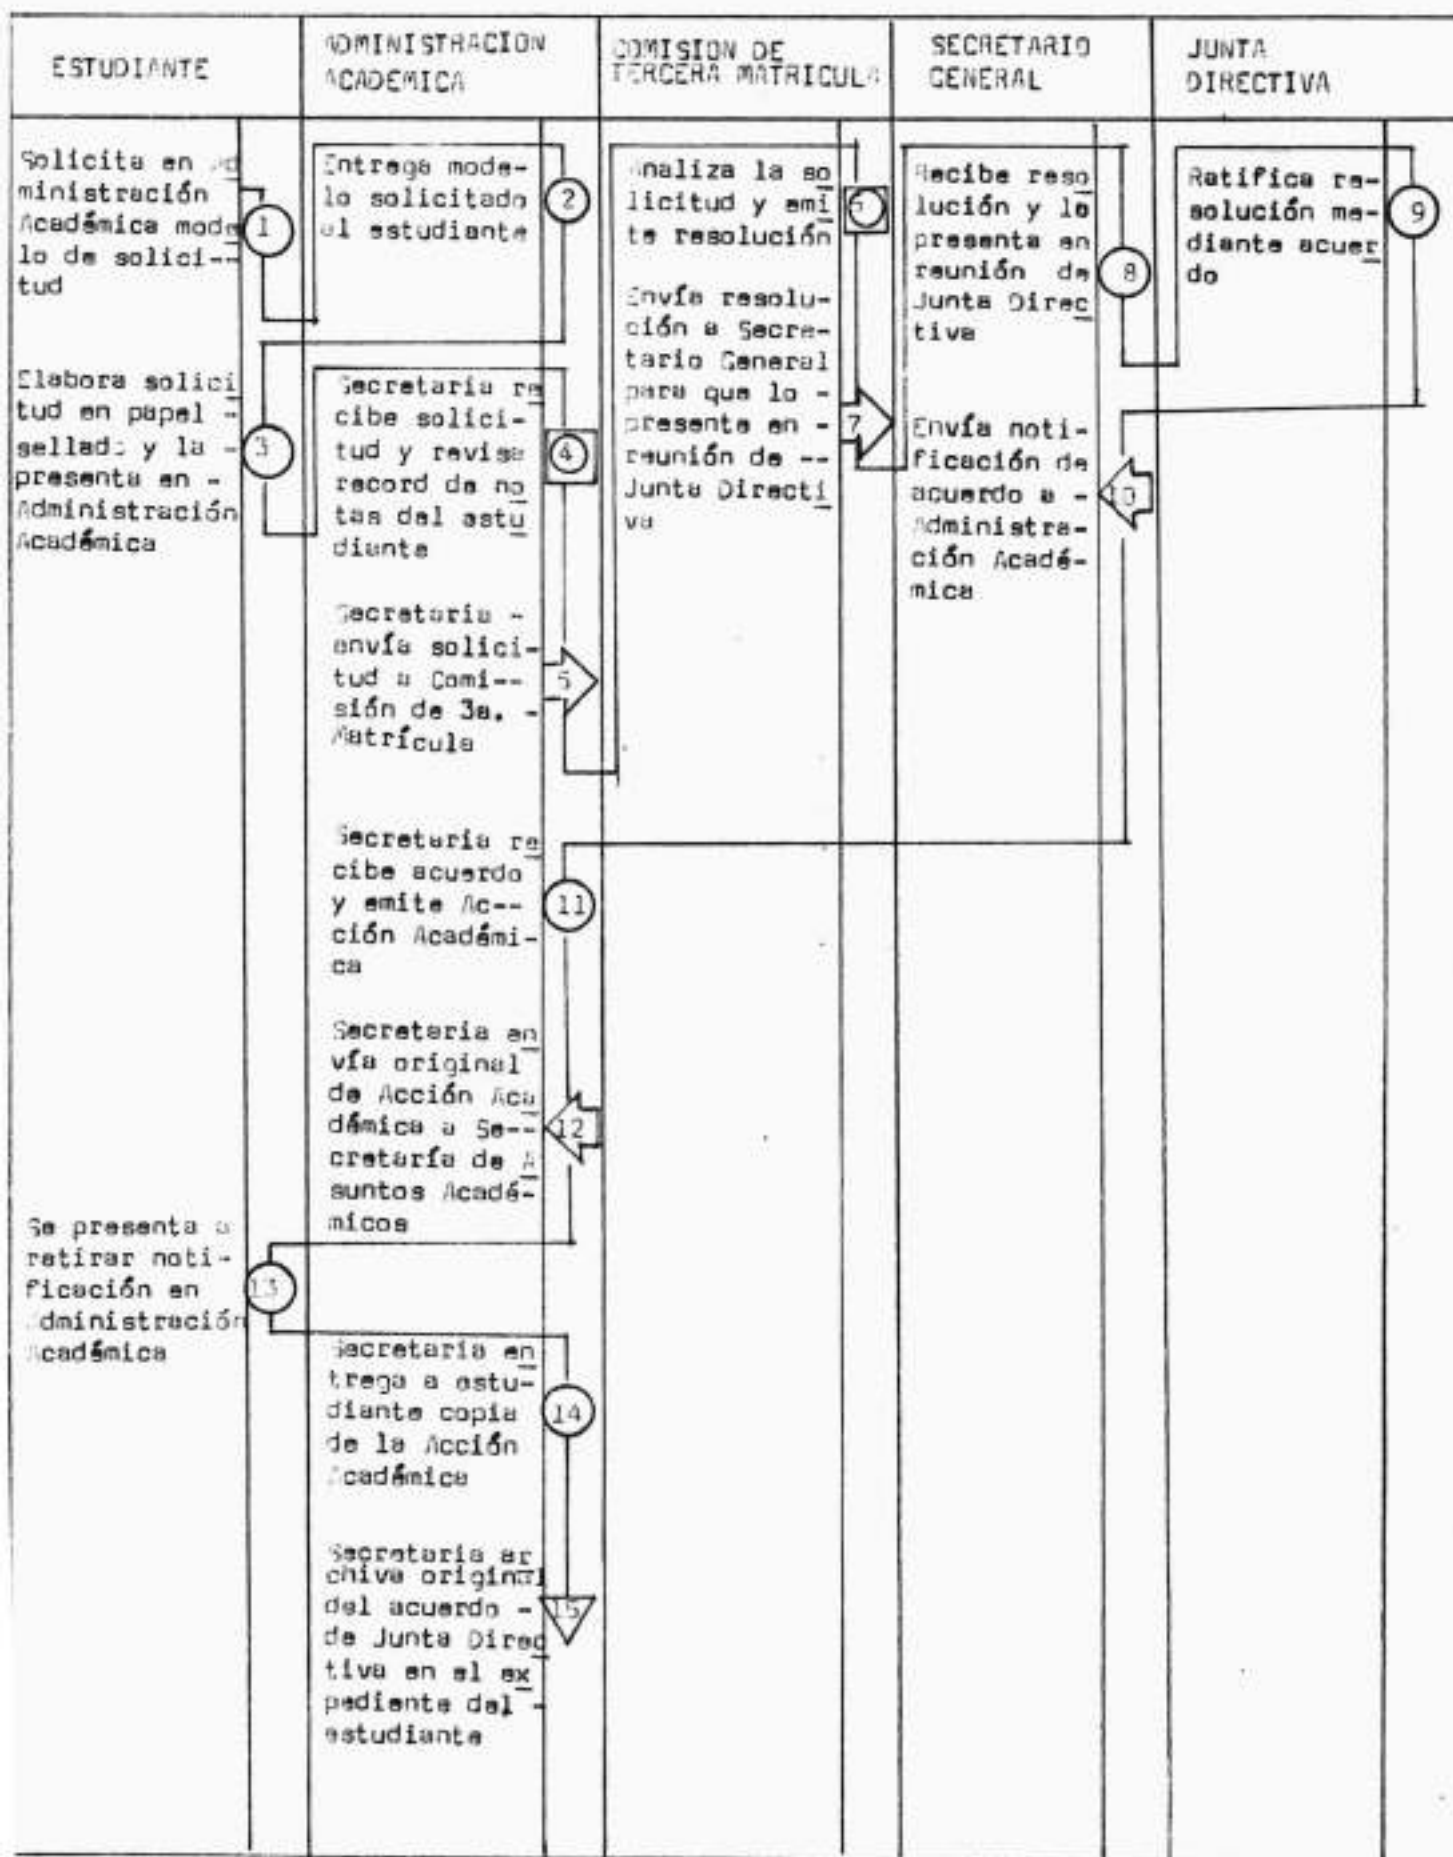 ESTUDIANTE
ADMINISTRACION
ACADEMICA
COMISION DE
TERCERA MATRICULA
SECRETARIO
GENERAL
JUNTA
DIRECTIVA
Solicita en Ad
ministración
Académica mode
lo de solici--
tud
1
Entrega mode-
lo solicitado
al estudiante
2
Elabora solici
tud en papel -
sellado y la -
presenta en -
Administración
Académica
3
Secretaria re
cibe solici-
tud y revisa
record de no
tas del estu
diante
4
Secretaria -
envía solici-
tud a Comi--
sión de 3a. -
Matrícula
5
Analiza la so
licitud y emi
te resolución
6
Envía resolu-
ción a Secre-
tario General
para que lo -
presente en -
reunión de --
Junta Directi
va
7
Recibe reso
lución y la
presenta en
reunión de
Junta Direc
tiva
8
Ratifica re-
solución me-
diante acuer
do
9
Envía noti-
ficación de
acuerdo a -
Administra-
ción Acadé-
mica
10
Secretaria re
cibe acuerdo
y emite Ac--
ción Académi-
ca
11
Secretaria en
vía original
de Acción Aca
démica a Se--
cretaría de A
suntos Acadé-
micos
12
Se presenta a
retirar noti-
ficación en
Administración
Académica
13
Secretaria en
trega a estu-
diante copia
de la Acción
Académica
14
Secretaria ar
chiva original
del acuerdo -
de Junta Direc
tiva en el ex
pediente del -
estudiante
15